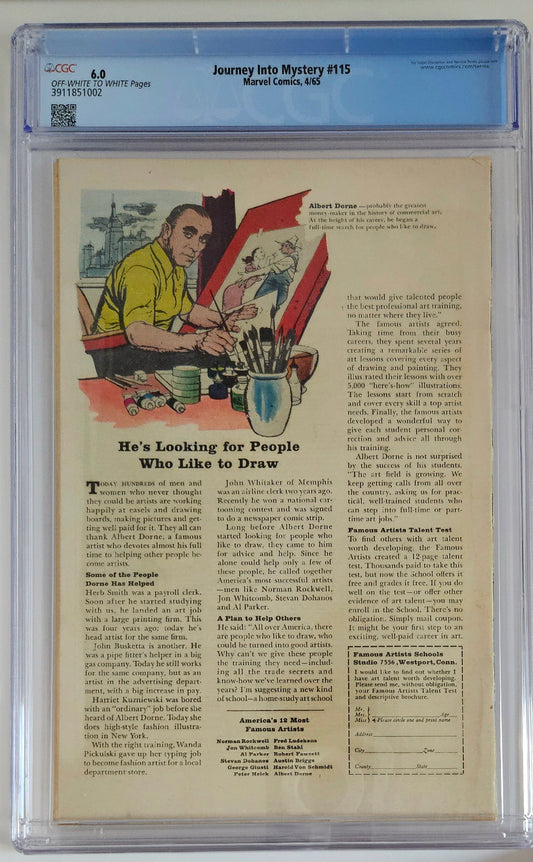 CGC
6.0
OFF-WHITE TO WHITE Pages
3911851002
Journey Into Mystery #115
Marvel Comics, 4/65
www.cgccomics.com/terms
Albert Dorne — probably the greatest
money-maker in the history of commercial art.
At the height of his career, he began a
full-time search for people who like to draw.
He's Looking for People
Who Like to Draw
TODAY HUNDREDS of men and
women who never thought
they could be artists are working
happily at easels and drawing
boards, making pictures and get-
ting well paid for it. They all can
thank Albert Dorne, a famous
artist who devotes almost his full
time to helping other people be-
come artists.
Some of the People
Dorne Has Helped
Herb Smith was a payroll clerk.
Soon after he started studying
with us, he landed an art job
with a large printing firm. This
was four years ago: today he's
head artist for the same firm.
John Busketta is another. He
was a pipe fitter's helper in a big
gas company. Today he still works
for the same company, but as an
artist in the advertising depart-
ment, with a big increase in pay.
Harriet Kuzniewski was bored
with an "ordinary" job before she
heard of Albert Dorne. Today she
does high-style fashion illustra-
tion in New York.
With the right training, Wanda
Pickulski gave up her typing job
to become fashion artist for a local
department store.
John Whitaker of Memphis
was an airline clerk two years ago.
Recently he won a national car-
tooning contest and was signed
to do a newspaper comic strip.
Long before Albert Dorne
started looking for people who
like to draw, they came to him
for advice and help. Since he
alone could help only a few of
these people, he called together
America's most successful artists
—men like Norman Rockwell,
Jon Whitcomb, Stevan Dohanos
and Al Parker.
A Plan to Help Others
He said: "All over America, there
are people who like to draw, who
could be turned into good artists.
Why can't we give these people
the training they need—includ-
ing all the trade secrets and
know-how we've learned over the
years? I'm suggesting a new kind
of school—a home study art school
America's 12 Most
Famous Artists
Norman Rockwell Fred Ludekens
Jon Whitcomb Ben Stahl
Al Parker Robert Fawcett
Stevan Dohanos Austin Briggs
George Giusti Harold Von Schmidt
Peter Helck Albert Dorne
that would give talented people
the best professional art training,
no matter where they live."
The famous artists agreed.
Taking time from their busy
careers, they spent several years
creating a remarkable series of
art lessons covering every aspect
of drawing and painting. They
illustrated their lessons with over
5,000 "here's-how" illustrations.
The lessons start from scratch
and cover every skill a top artist
needs. Finally, the famous artists
developed a wonderful way to
give each student personal cor-
rection and advice all through
his training.
Albert Dorne is not surprised
by the success of his students.
"The art field is growing. We
keep getting calls from all over
the country, asking us for prac-
tical, well-trained students who
can step into full-time or part-
time art jobs."
Famous Artists Talent Test
To find others with art talent
worth developing, the Famous
Artists created a 12-page talent
test. Thousands paid to take this
test, but now the School offers it
free and grades it free. If you do
well on the test—or offer other
evidence of art talent—you may
enroll in the School. There's no
obligation. Simply mail coupon.
It might be your first step to an
exciting, well-paid career in art.
Famous Artists Schools
Studio 7556, Westport, Conn.
I would like to find out whether I
have art talent worth developing.
Please send me, without obligation,
your Famous Artists Talent Test
and descriptive brochure.
Mr.
Mrs. Age
Miss Please circle one and print name
Address
City Zone
County State